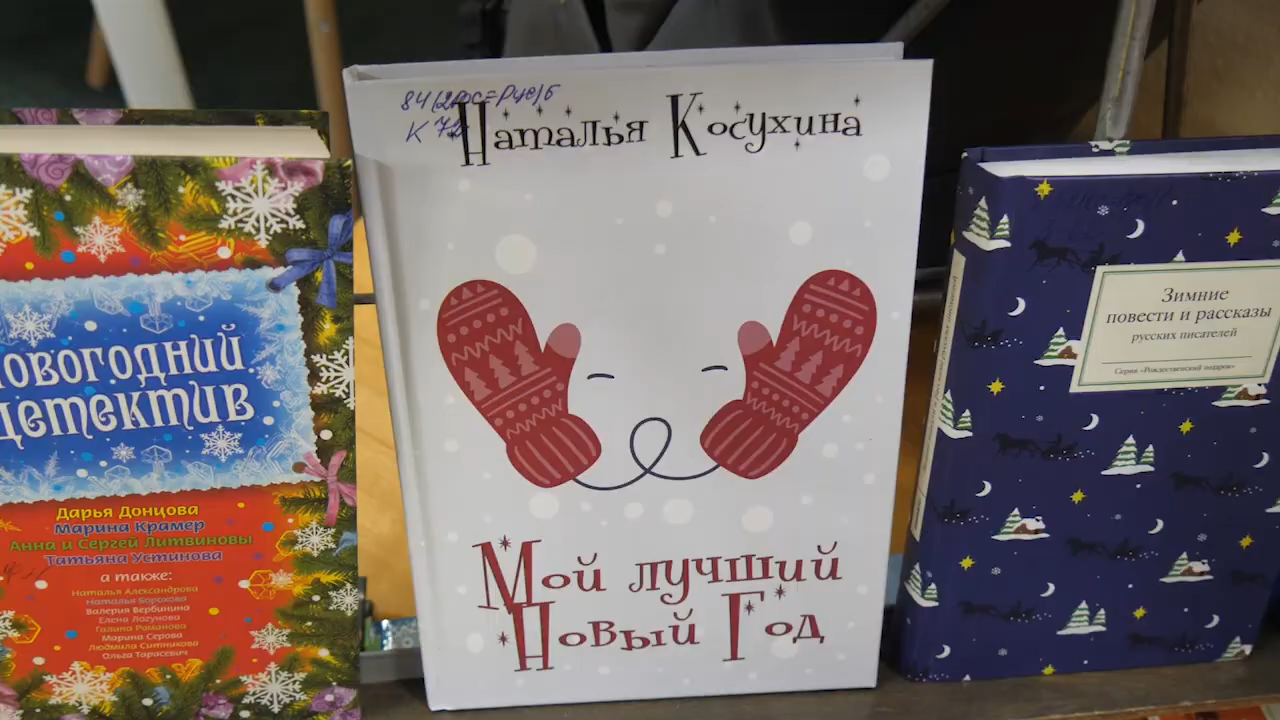 НОВОГОДНИЙ
ДЕТЕКТИВ
Дарья Донцова
Марина Крамер
Анна и Сергей Литвиновы
Татьяна Устинова
а также:
Наталья Александрова
Наталья Борохова
Валерия Вербинина
Елена Логунова
Галина Романова
Марина Серова
Людмила Ситникова
Ольга Тарасевич
84(2Рос=Рус)6
К 72
Наталья Косухина
Мой лучший
Новый Год
Зимние
повести и рассказы
русских писателей
Серия «Рождественский подарок»